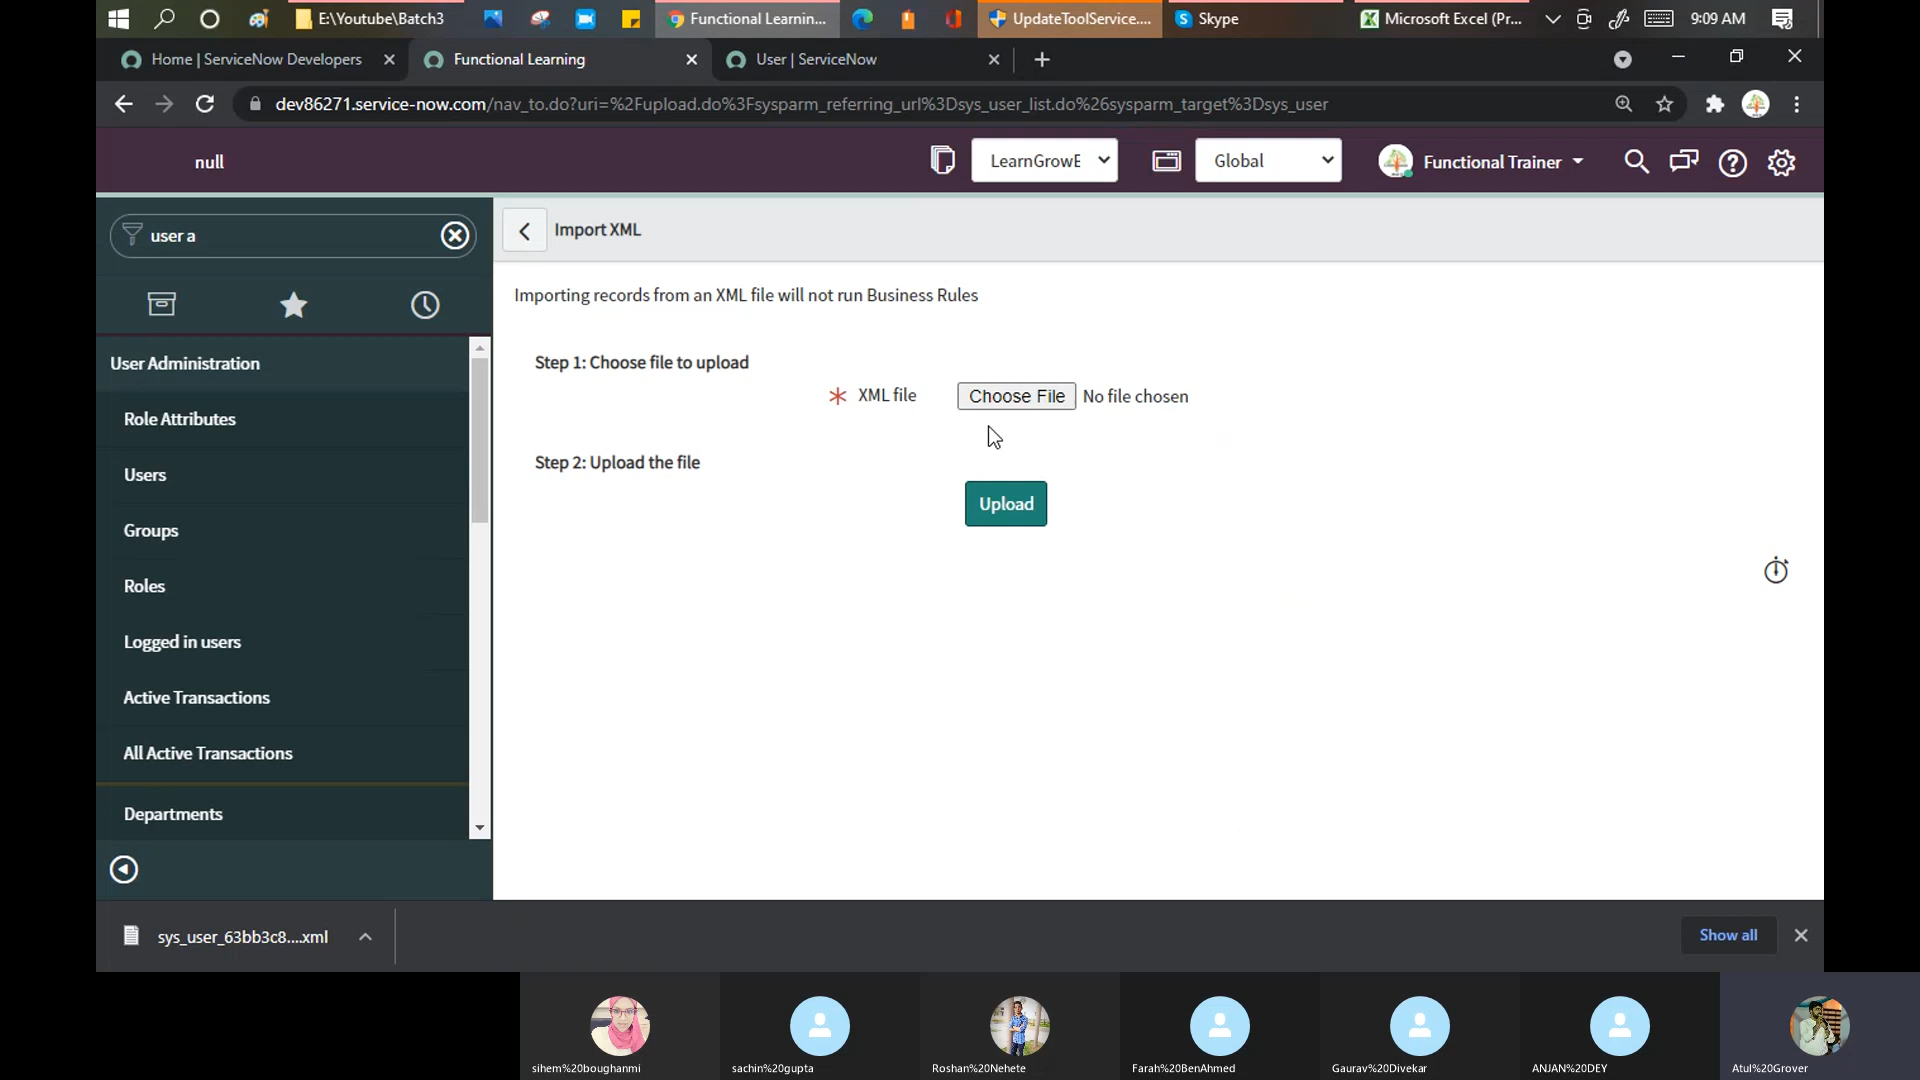 E:\Youtube\Batch3
Functional Learnin...
UpdateToolService....
Skype
Microsoft Excel (Pr...
9:09 AM
Home | ServiceNow Developers
Functional Learning
User | ServiceNow
dev86271.service-now.com/nav_to.do?uri=%2Fupload.do%3Fsysparm_referring_url%3Dsys_user_list.do%26sysparm_target%3Dsys_user
null
LearnGrowE
Global
Functional Trainer
user a
Import XML
Importing records from an XML file will not run Business Rules
Step 1: Choose file to upload
XML file
Choose File No file chosen
Step 2: Upload the file
Upload
User Administration
Role Attributes
Users
Groups
Roles
Logged in users
Active Transactions
All Active Transactions
Departments
sys_user_63bb3c8....xml
Show all
sihem%20boughanmi
sachin%20gupta
Roshan%20Nehete
Farah%20BenAhmed
Gaurav%20Divekar
ANJAN%20DEY
Atul%20Grover